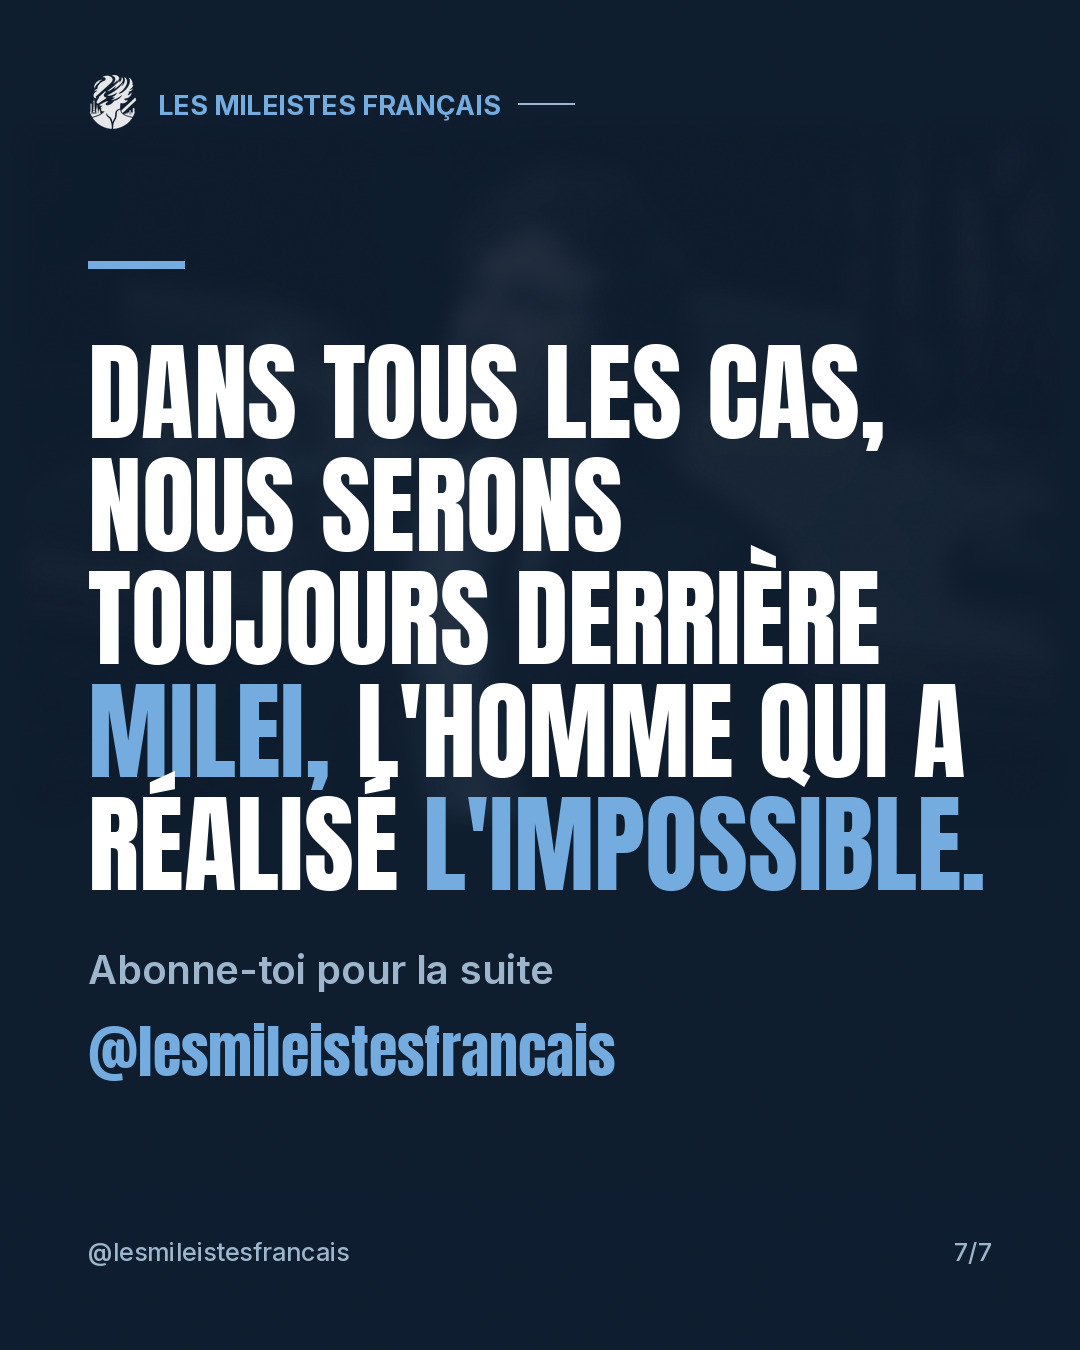 LES MILEISTES FRANÇAIS
DANS TOUS LES CAS,
NOUS SERONS
TOUJOURS DERRIÈRE
MILEI, L'HOMME QUI A
RÉALISÉ L'IMPOSSIBLE.
Abonne-toi pour la suite
@lesmileistesfrancais
@lesmileistesfrancais
7/7